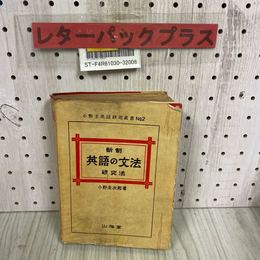 レターパックプラス
ST-F4R61030-32008
小野圭英語研究叢書No2
新制
英語の文法
研究法
小野圭次郎著
山海堂